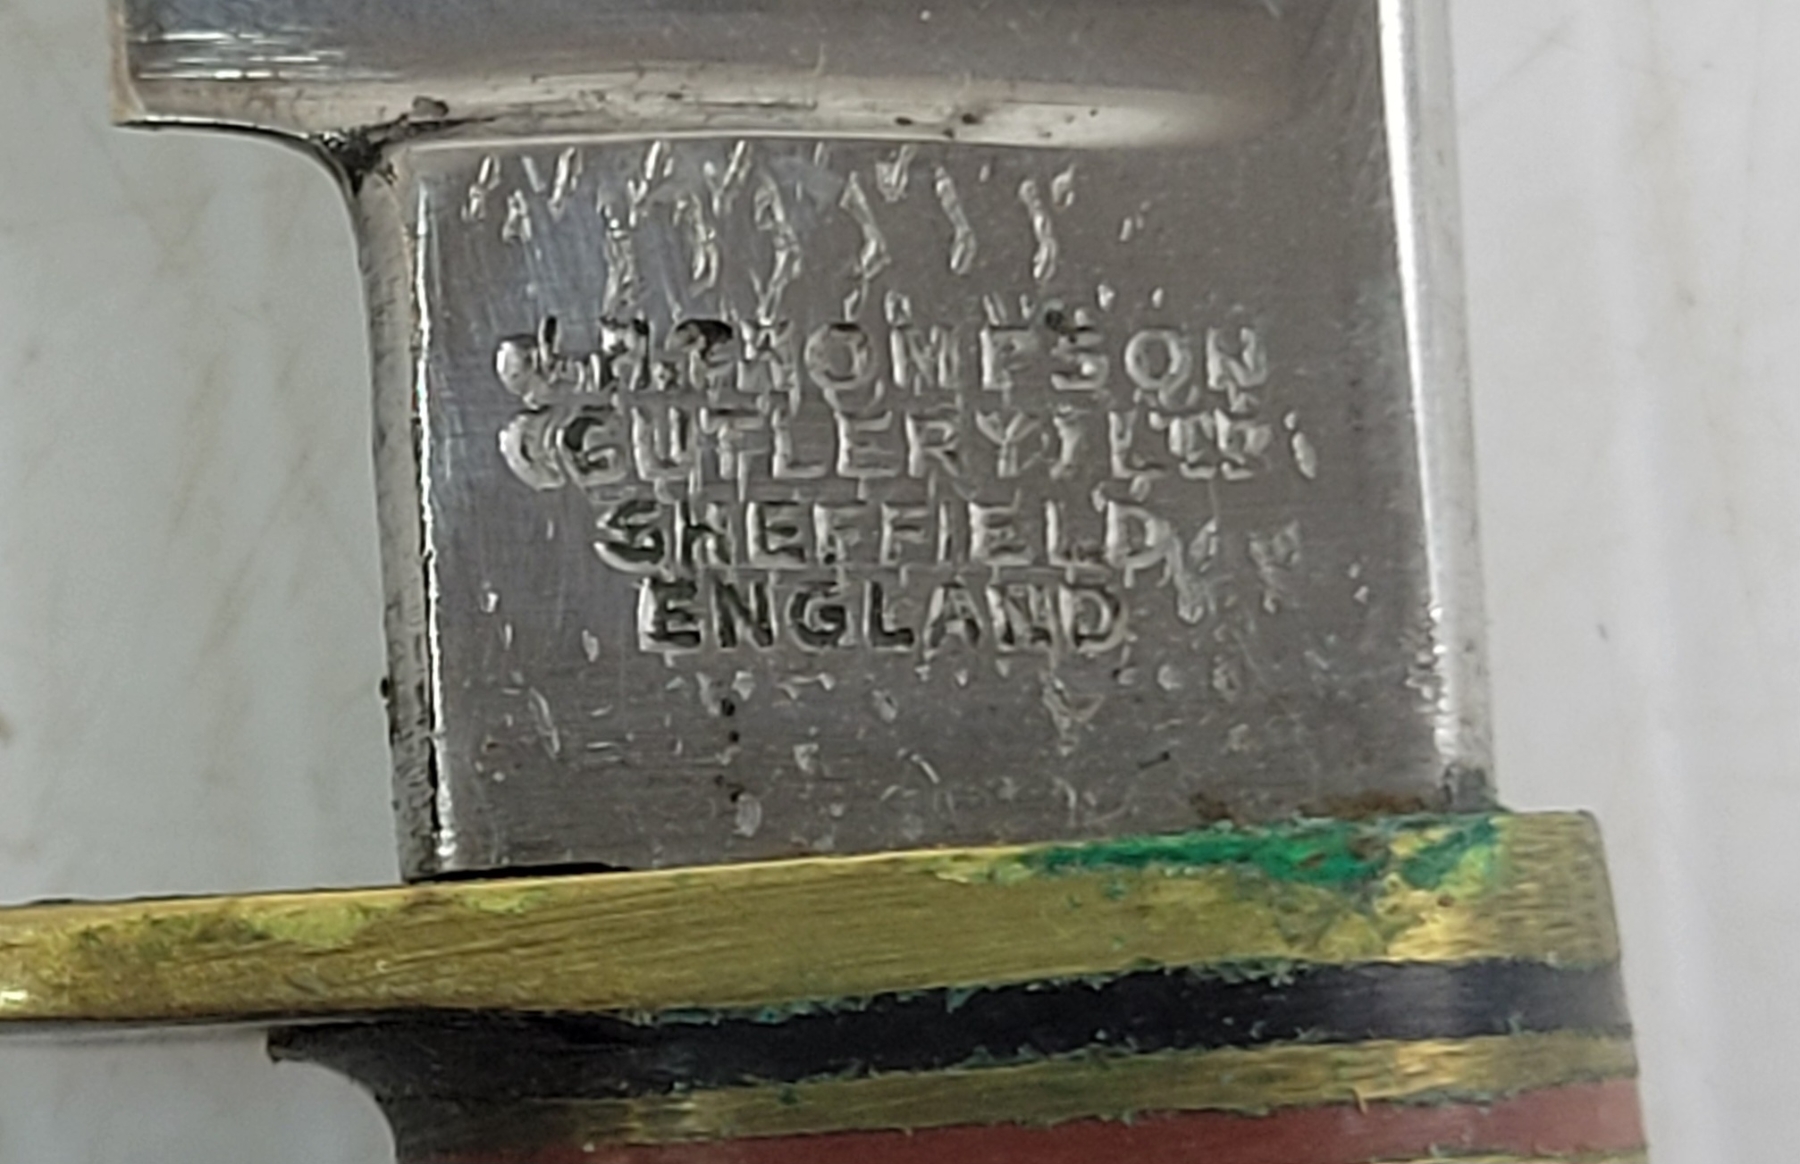 J.H. THOMPSON
CUTLERY LTD
SHEFFIELD
ENGLAND